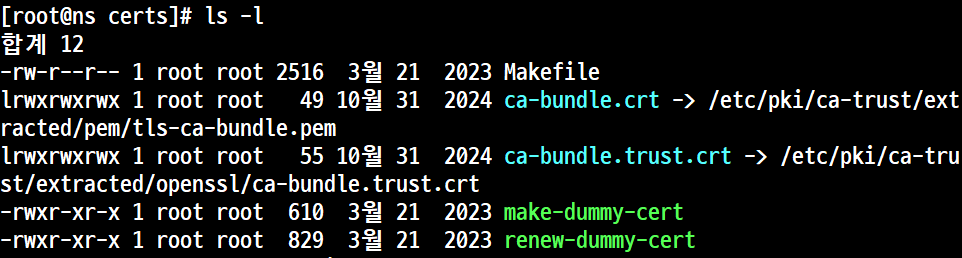 [root@ns certs]# ls -l
합계 12
-rw-r--r-- 1 root root 2516  3월 21  2023 Makefile
lrwxrwxrwx 1 root root   49 10월 31  2024 ca-bundle.crt -> /etc/pki/ca-trust/ext
racted/pem/tls-ca-bundle.pem
lrwxrwxrwx 1 root root   55 10월 31  2024 ca-bundle.trust.crt -> /etc/pki/ca-tru
st/extracted/openssl/ca-bundle.trust.crt
-rwxr-xr-x 1 root root  610  3월 21  2023 make-dummy-cert
-rwxr-xr-x 1 root root  829  3월 21  2023 renew-dummy-cert